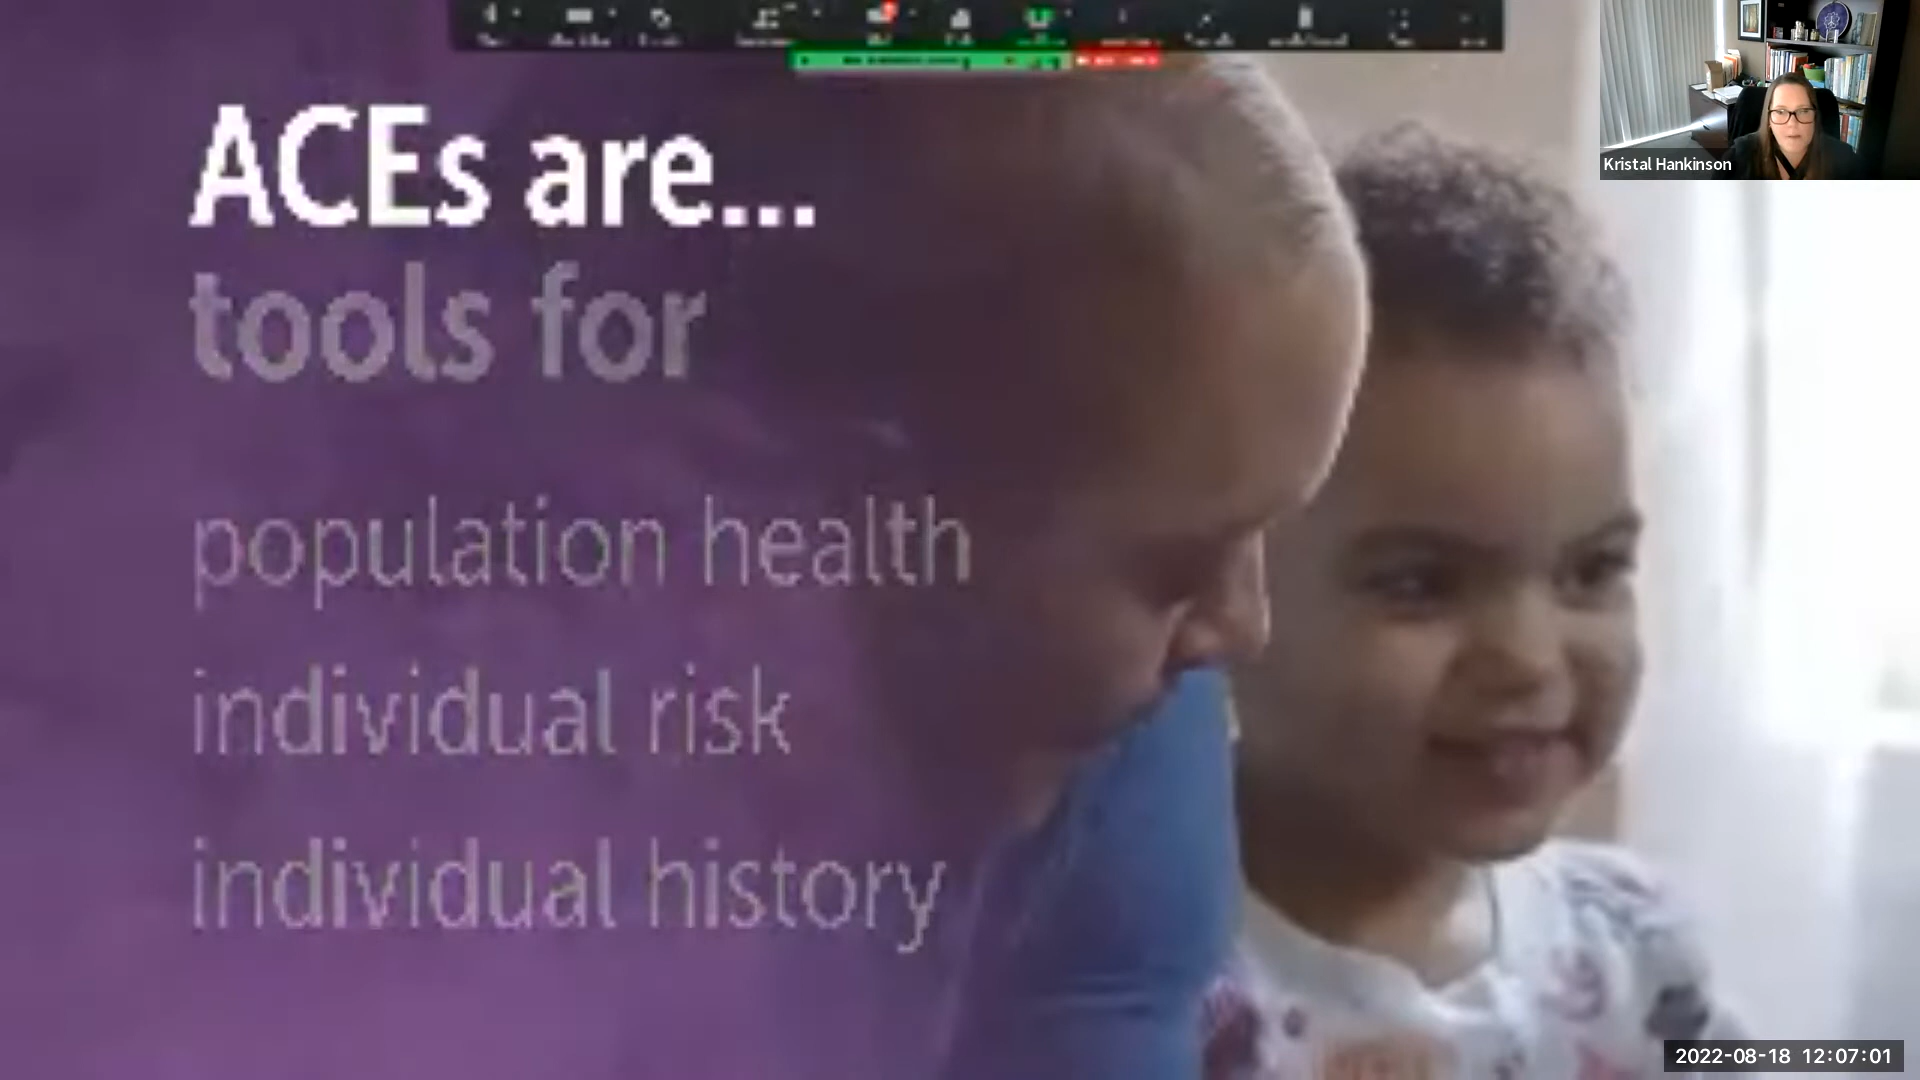 ACEs are...
tools for
population health
individual risk
individual history
Kristal Hankinson
2022-08-18 12:07:01